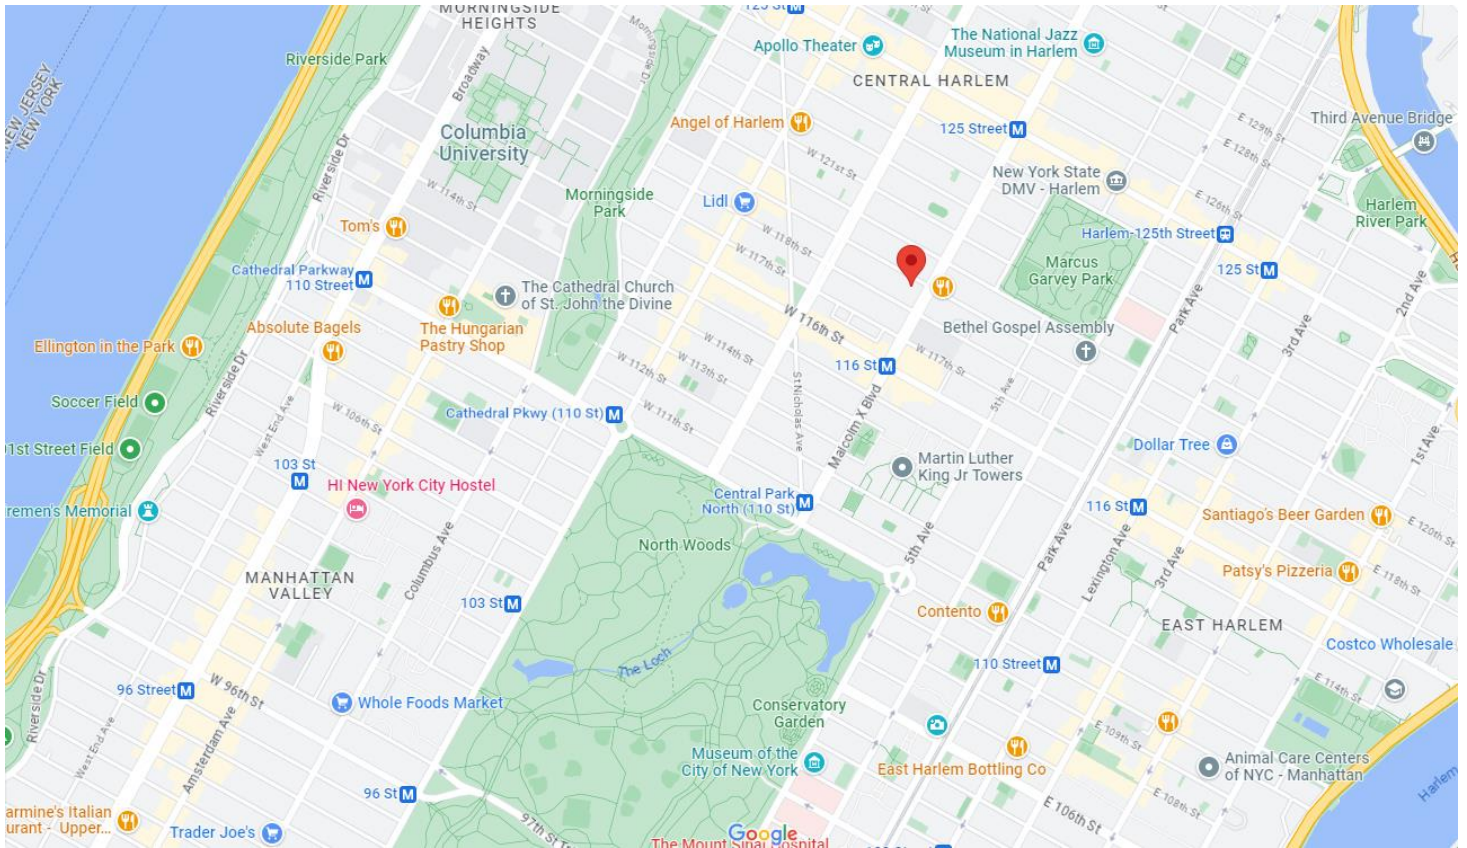 MORNINGSIDE
HEIGHTS
125 St
Riverside Park
Broadway
Morningside Dr
Apollo Theater
The National Jazz
Museum in Harlem
CENTRAL HARLEM
NEW JERSEY
NEW YORK
Columbia
University
Angel of Harlem
125 Street
E 129th St
Third Avenue Bridge
E 128th St
Riverside Dr
W 121st St
W 114th St
Morningside
Park
Lidl
New York State
DMV - Harlem
E 126th St
Harlem
River Park
Tom's
W 118th St
W 117th St
Harlem-125th Street
Cathedral Parkway
110 Street
Marcus
Garvey Park
125 St
The Cathedral Church
of St. John the Divine
2nd Ave
Park Ave
W 116th St
Absolute Bagels
The Hungarian
Pastry Shop
Bethel Gospel Assembly
3rd Ave
Ellington in the Park
W 114th St
W 113th St
W 112th St
116 St
W 117th St
Riverside Dr
Soccer Field
West End Ave
W 106th St
Cathedral Pkwy (110 St)
W 111th St
St Nicholas Ave
Malcolm X Blvd
5th Ave
1st Ave
91st Street Field
103 St
Martin Luther
King Jr Towers
Dollar Tree
HI New York City Hostel
Central Park
North (110 St)
116 St
Santiago's Beer Garden
E 120th St
remen's Memorial
North Woods
Columbus Ave
5th Ave
Park Ave
Lexington Ave
3rd Ave
Patsy's Pizzeria
E 118th St
MANHATTAN
VALLEY
103 St
Contento
EAST HARLEM
Costco Wholesale
The Loch
110 Street
96 Street
W 96th St
Whole Foods Market
E 114th St
Riverside Dr
West End Ave
Amsterdam Ave
Conservatory
Garden
E 109th St
Museum of the
City of New York
East Harlem Bottling Co
Animal Care Centers
of NYC - Manhattan
Harlem
96 St
E 108th St
E 106th St
armine's Italian
urant - Upper...
Trader Joe's
97th St
Google
The Mount Sinai Hospital